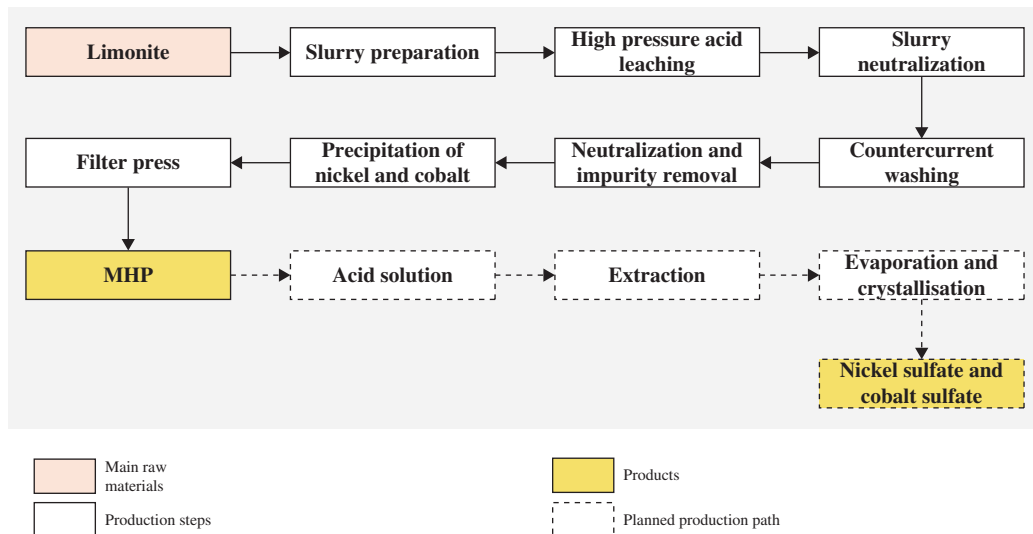 Limonite
Slurry preparation
High pressure acid
leaching
Slurry
neutralization
Filter press
Precipitation of
nickel and cobalt
Neutralization and
impurity removal
Countercurrent
washing
MHP
Acid solution
Extraction
Evaporation and
crystallisation
Nickel sulfate and
cobalt sulfate
Main raw
materials
Products
Production steps
Planned production path